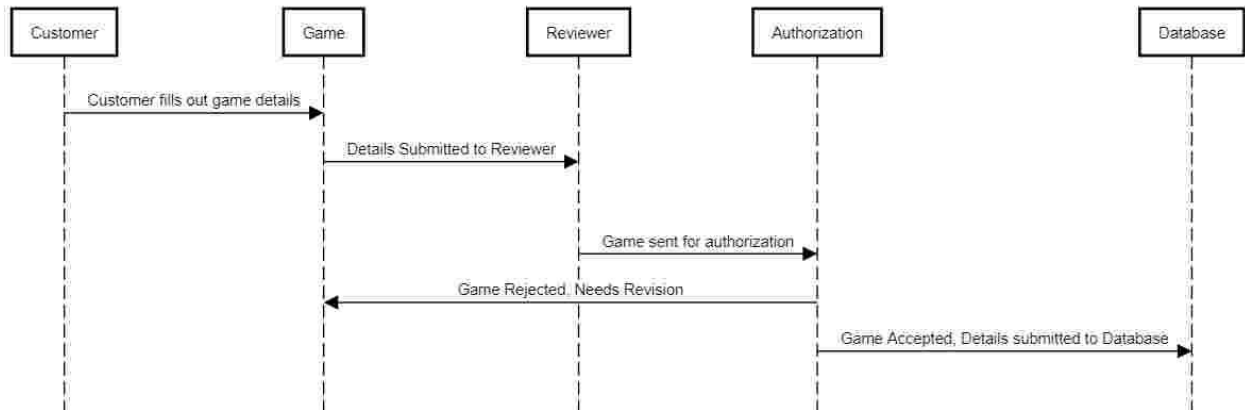 Customer
Game
Reviewer
Authorization
Database
Customer fills out game details
Details Submitted to Reviewer
Game sent for authorization
Game Rejected, Needs Revision
Game Accepted, Details submitted to Database